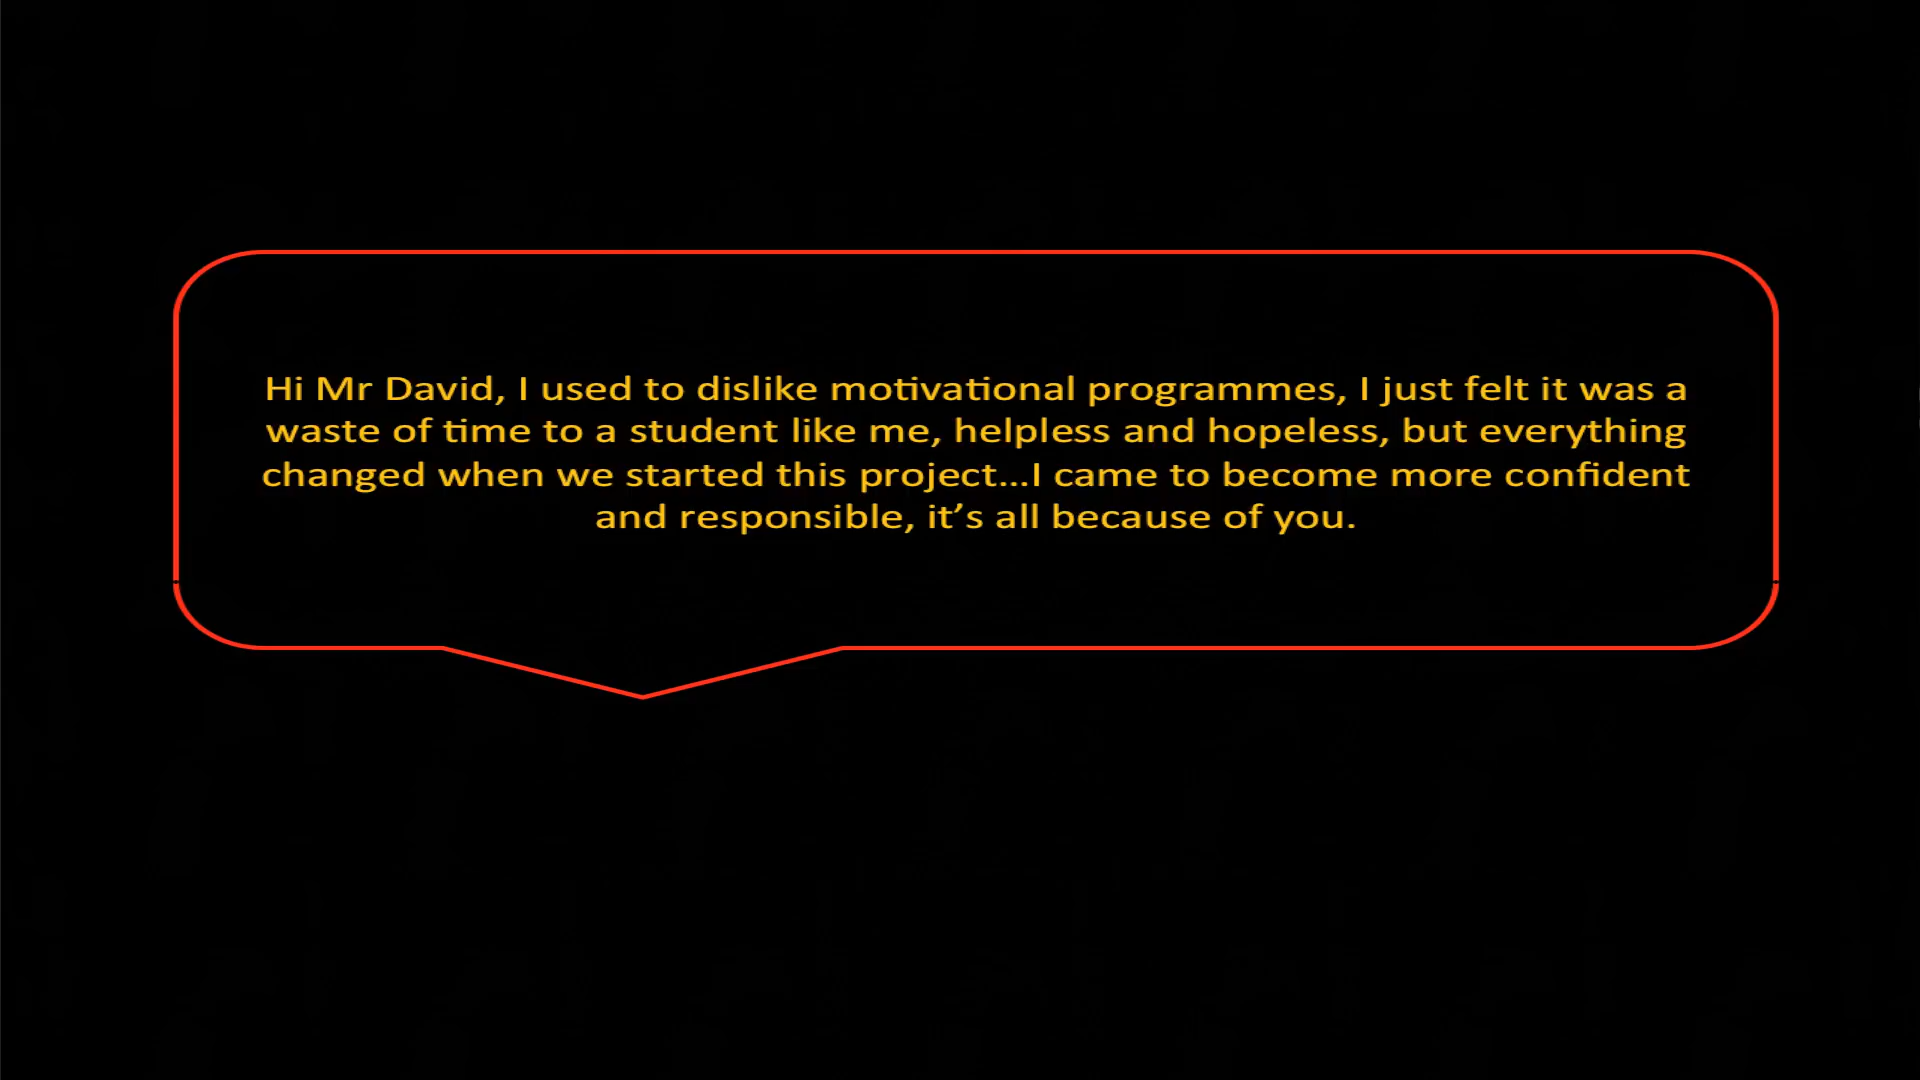 Hi Mr David, I used to dislike motivational programmes, I just felt it was a
waste of time to a student like me, helpless and hopeless, but everything
changed when we started this project...I came to become more confident
and responsible, it’s all because of you.